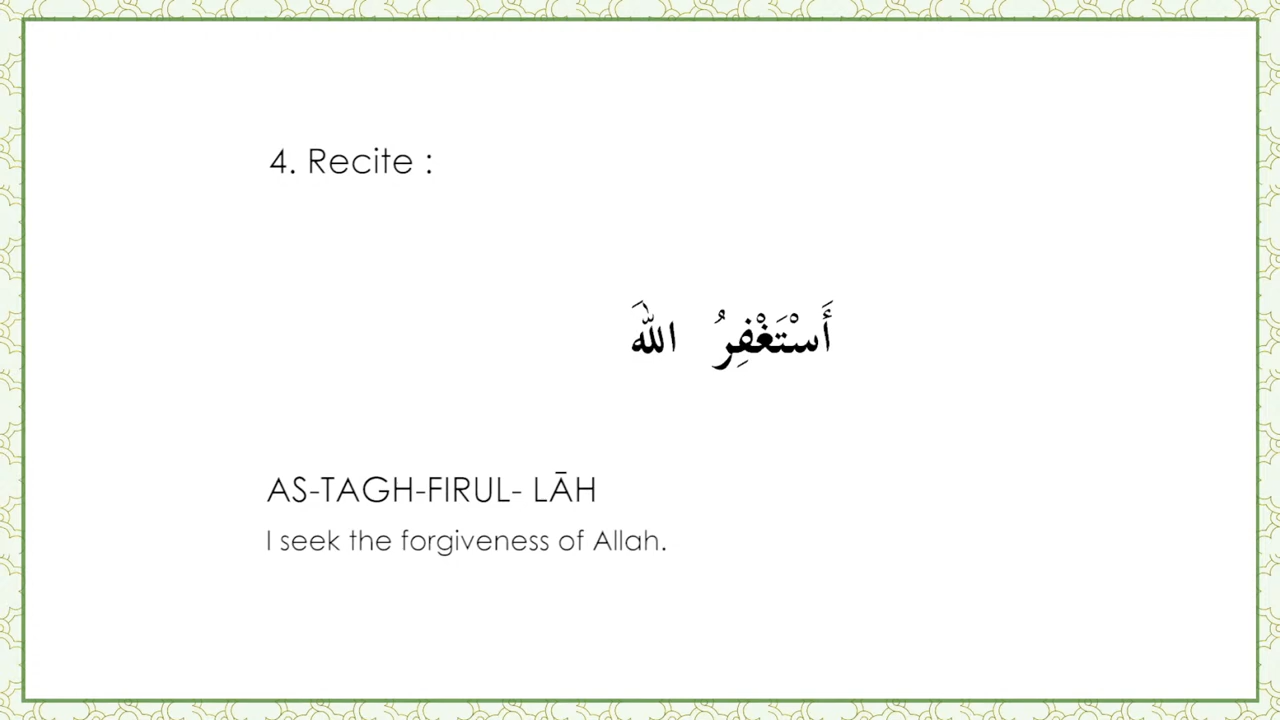 4. Recite :
أَسْتَغْفِرُ اللّٰهَ
AS-TAGH-FIRUL- LĀH
I seek the forgiveness of Allah.